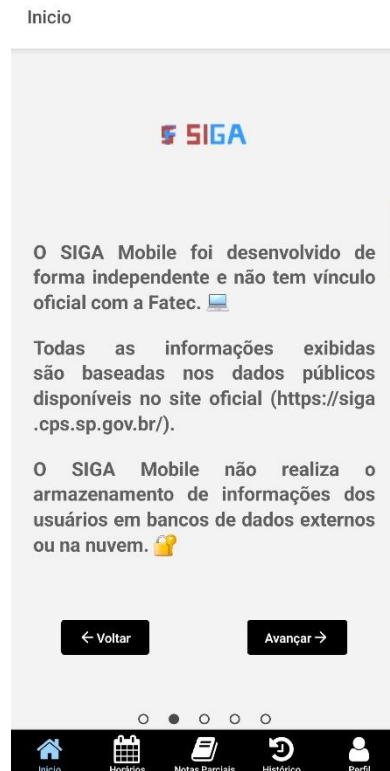 Inicio
SIGA
O SIGA Mobile foi desenvolvido de
forma independente e não tem vínculo
oficial com a Fatec. 💻
Todas as informações exibidas
são baseadas nos dados públicos
disponíveis no site oficial (https://siga
.cps.sp.gov.br/).
O SIGA Mobile não realiza o
armazenamento de informações dos
usuários em bancos de dados externos
ou na nuvem. 🔐
← Voltar
Avançar →
Início
Horários
Notas Parciais
Histórico
Perfil